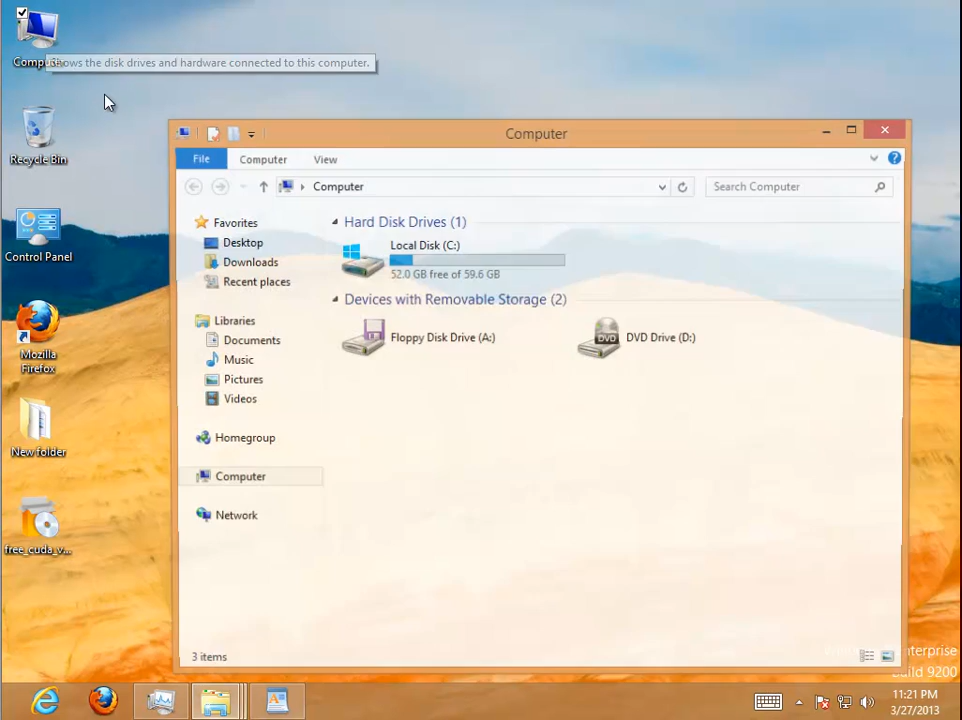 Computer
Shows the disk drives and hardware connected to this computer.
Recycle Bin
Control Panel
Mozilla
Firefox
New folder
free_cuda_v...
Computer
File
Computer
View
Computer
Search Computer
Favorites
Desktop
Downloads
Recent places
Libraries
Documents
Music
Pictures
Videos
Homegroup
Computer
Network
Hard Disk Drives (1)
Local Disk (C:)
52.0 GB free of 59.6 GB
Devices with Removable Storage (2)
Floppy Disk Drive (A:)
DVD
DVD Drive (D:)
3 items
Enterprise
Build 9200
11:21 PM
3/27/2013